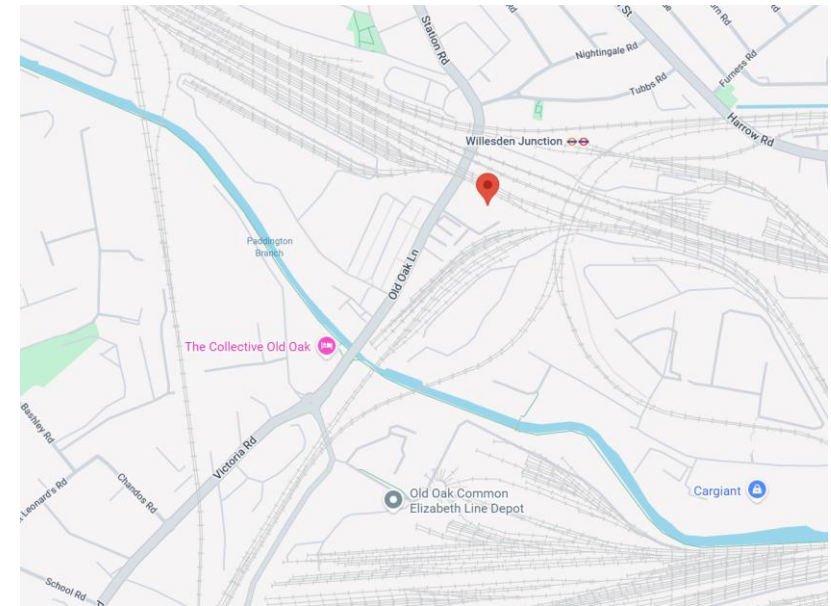 Station Rd
Nightingale Rd
Tubbs Rd
Furness Rd
Harrow Rd
Willesden Junction
Paddington
Branch
Old Oak Ln
The Collective Old Oak
Bashley Rd
Victoria Rd
Chandos Rd
Leonard's Rd
Old Oak Common
Elizabeth Line Depot
Cargiant
School Rd